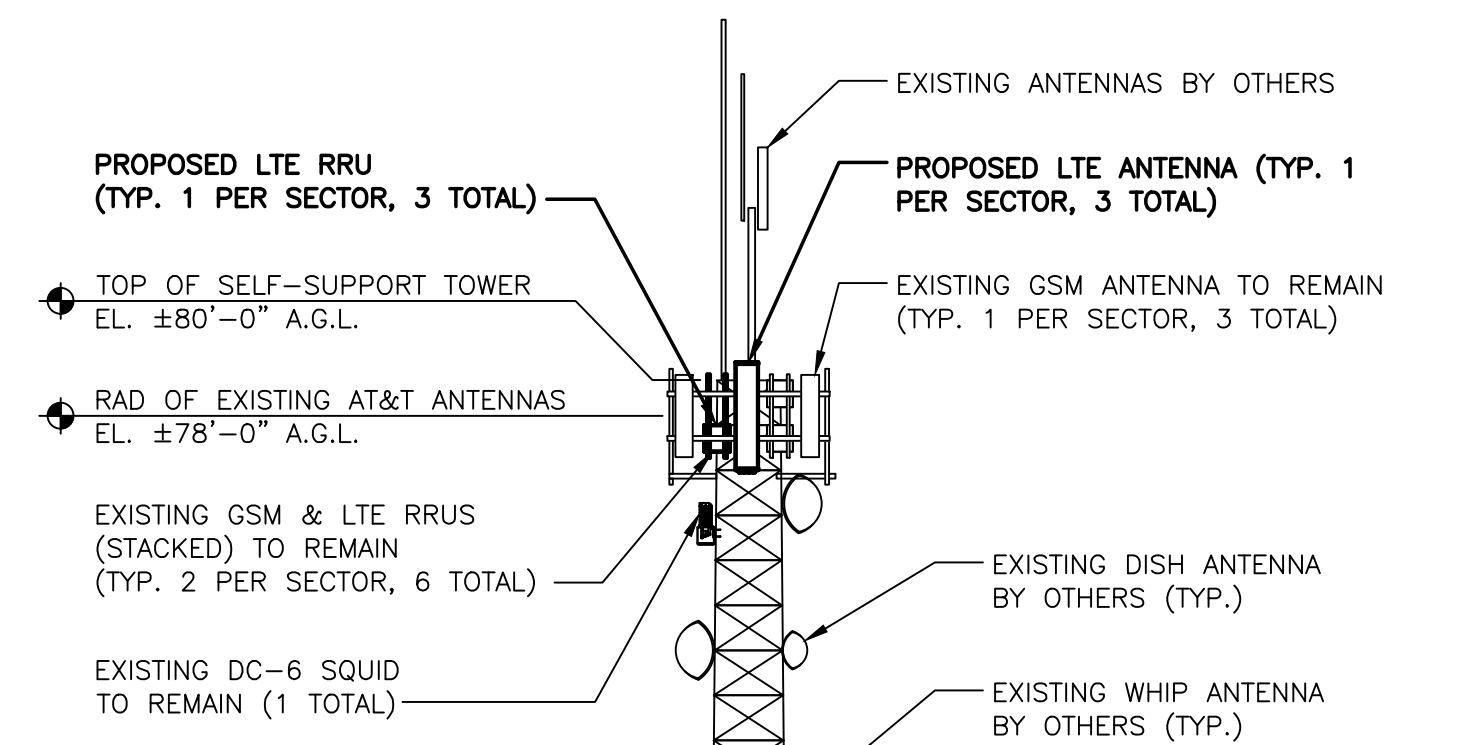 EXISTING ANTENNAS BY OTHERS
PROPOSED LTE RRU
(TYP. 1 PER SECTOR, 3 TOTAL)
PROPOSED LTE ANTENNA (TYP. 1
PER SECTOR, 3 TOTAL)
TOP OF SELF-SUPPORT TOWER
EL. ±80'-0" A.G.L.
EXISTING GSM ANTENNA TO REMAIN
(TYP. 1 PER SECTOR, 3 TOTAL)
RAD OF EXISTING AT&T ANTENNAS
EL. ±78'-0" A.G.L.
EXISTING GSM & LTE RRUS
(STACKED) TO REMAIN
(TYP. 2 PER SECTOR, 6 TOTAL)
EXISTING DISH ANTENNA
BY OTHERS (TYP.)
EXISTING DC-6 SQUID
TO REMAIN (1 TOTAL)
EXISTING WHIP ANTENNA
BY OTHERS (TYP.)